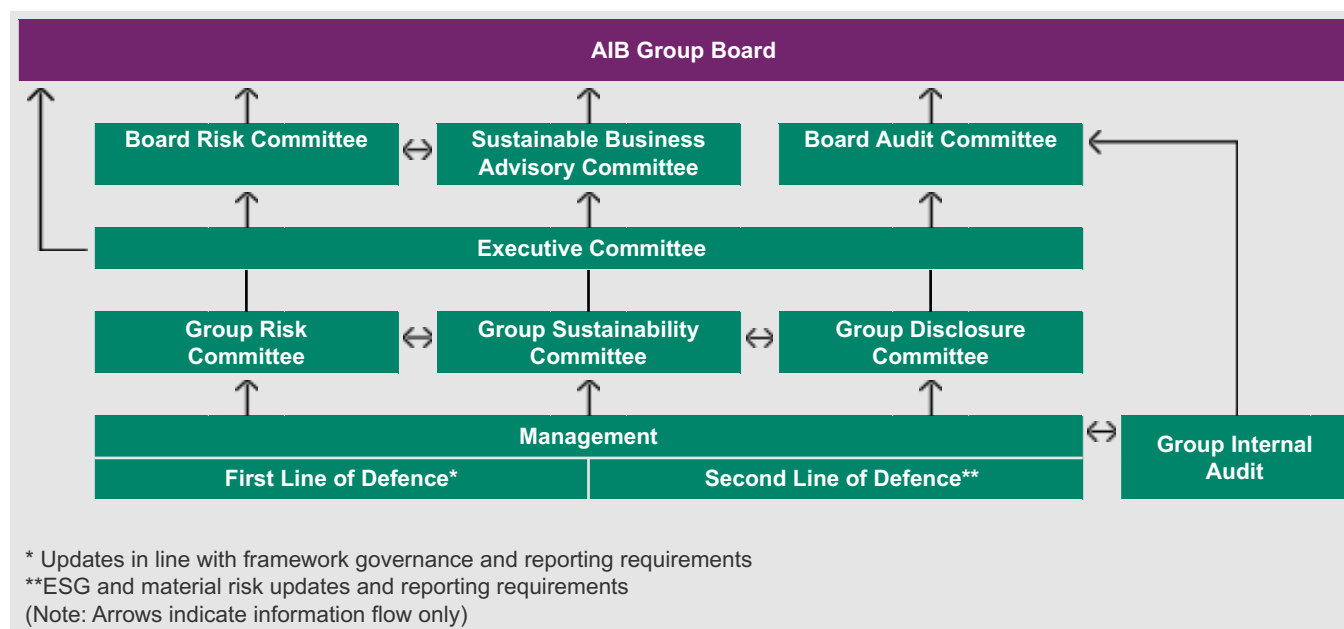 AIB Group Board
Board Risk Committee
Sustainable Business
Advisory Committee
Board Audit Committee
Executive Committee
Group Risk
Committee
Group Sustainability
Committee
Group Disclosure
Committee
Management
Group Internal
Audit
First Line of Defence*
Second Line of Defence**
* Updates in line with framework governance and reporting requirements
**ESG and material risk updates and reporting requirements
(Note: Arrows indicate information flow only)